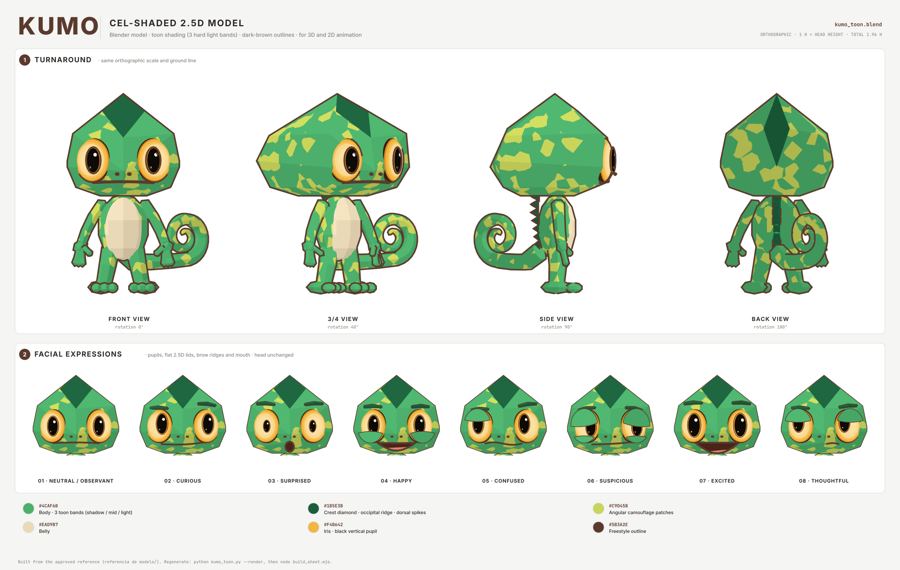 KUMO
CEL-SHADED 2.5D MODEL
Blender model · toon shading (3 hard light bands) · dark-brown outlines · for 3D and 2D animation
kumo_toon.blend
ORTHOGRAPHIC · 1 H = HEAD HEIGHT · TOTAL 1.96 H
1 TURNAROUND · same orthographic scale and ground line
FRONT VIEW
rotation 0°
3/4 VIEW
SIDE VIEW
rotation 90°
BACK VIEW
rotation 180°
2 FACIAL EXPRESSIONS
pupils, flat 2.5D lids, brow ridges and mouth · head unchanged
01 · NEUTRAL / OBSERVANT
02 · CURIOUS
03 · SURPRISED
04 · HAPPY
05 · CONFUSED
06 · SUSPICIOUS
07 · EXCITED
08 · THOUGHTFUL
#4CAF6B
Body · 3 toon bands (shadow / mid / light)
#1B5E3B
Crest diamond · occipital ridge · dorsal spikes
#C9D45B
Angular camouflage patches
#EAD9B7
Belly
#F4B642
Iris · black vertical pupil
#5B3A2E
Freestyle outline
Built from the approved reference (referencia de modelo/). Regenerate: python kumo_toon.py --render, then node build_sheet.mjs.